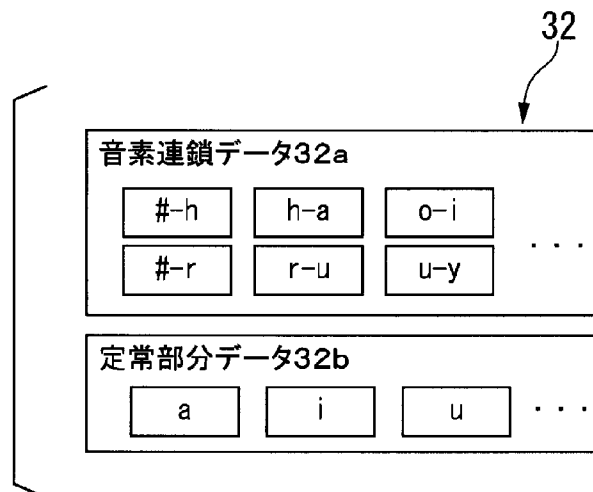 32
音素連鎖データ32a
#-h h-a o-i
#-r r-u u-y ...
定常部分データ32b
a i u ...